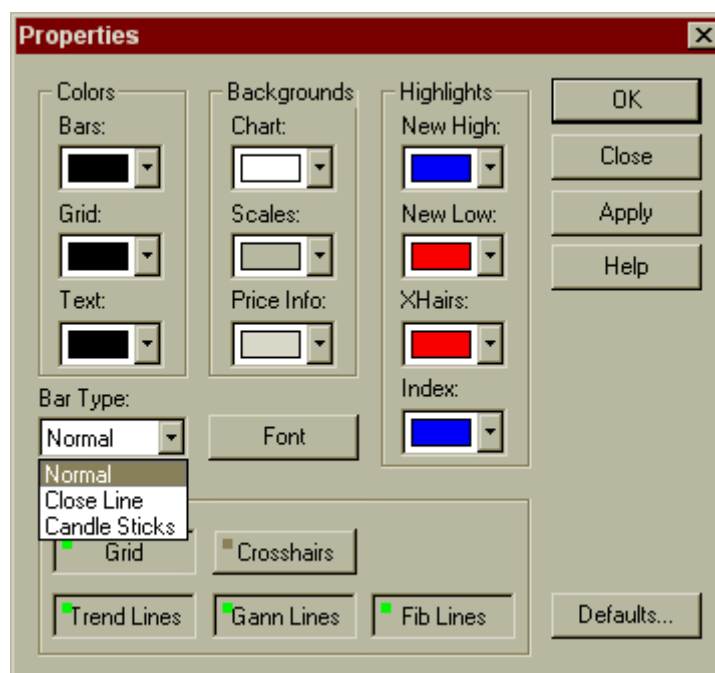 Properties
Colors
Bars:
Grid:
Text:
Backgrounds
Chart:
Scales:
Price Info:
Highlights
New High:
New Low:
XHairs:
Index:
OK
Close
Apply
Help
Bar Type:
Normal
Font
Normal
Close Line
Candle Sticks
Grid
Crosshairs
Trend Lines
Gann Lines
Fib Lines
Defaults...